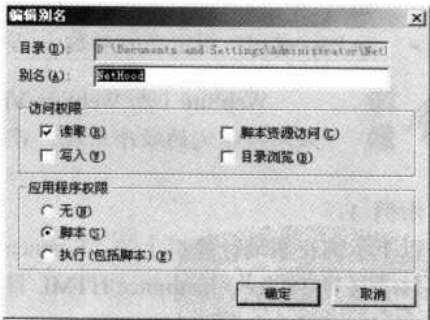 编辑别名
目录(D): D:\Documents and Settings\Administrator\Net
别名(A): NetHood
访问权限
读取(R) 脚本资源访问(C)
写入(W) 目录浏览(B)
应用程序权限
无(N)
脚本(S)
执行(包括脚本)(E)
确定 取消